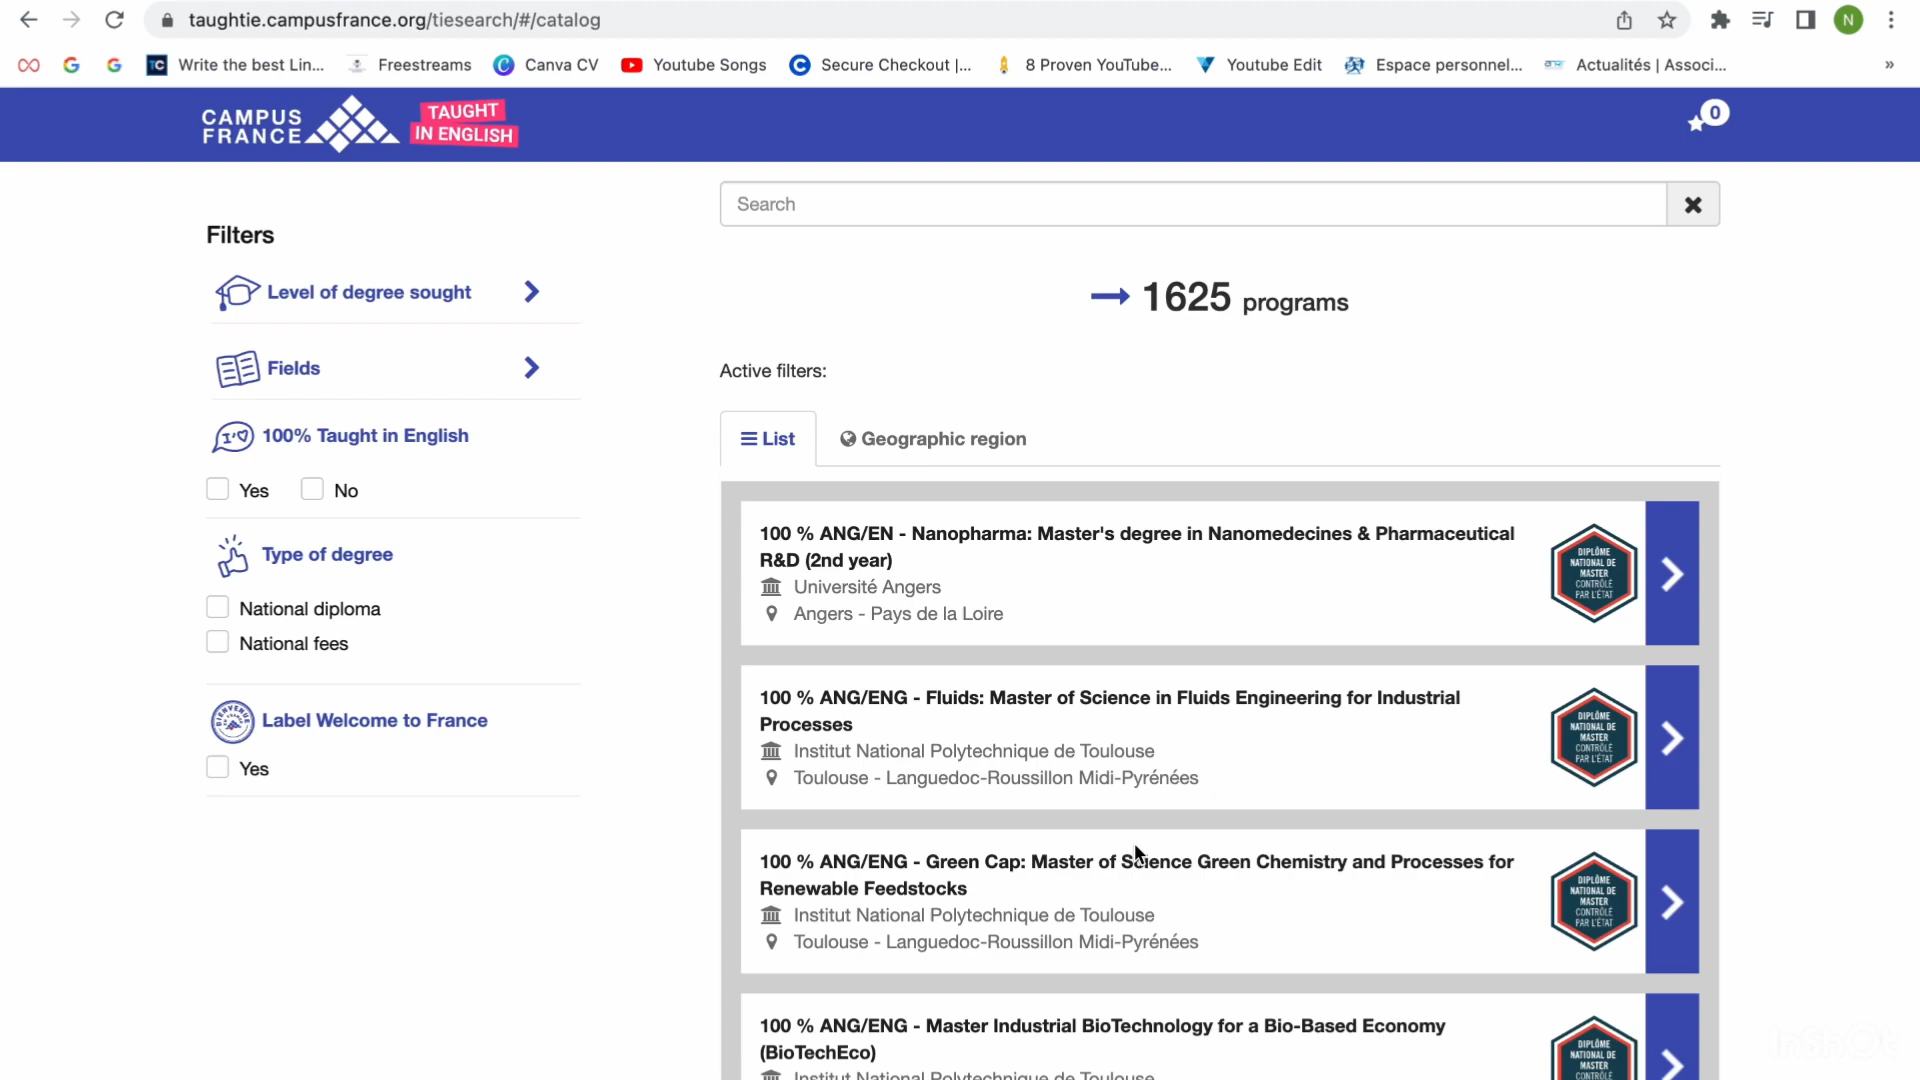 taughtie.campusfrance.org/tiesearch/#/catalog
N
TC Write the best Lin...
Freestreams
Canva CV
Youtube Songs
Secure Checkout |...
8 Proven YouTube...
Youtube Edit
Espace personnel...
Actualités | Associ...
»
CAMPUS
FRANCE
TAUGHT
IN ENGLISH
0
Search
Filters
Level of degree sought
Fields
100% Taught in English
Yes
No
Type of degree
National diploma
National fees
BIENVENUE
Label Welcome to France
Yes
1625 programs
Active filters:
List
Geographic region
100 % ANG/EN - Nanopharma: Master's degree in Nanomedecines & Pharmaceutical
R&D (2nd year)
Université Angers
Angers - Pays de la Loire
DIPLÔME
NATIONAL DE
MASTER
CONTRÔLÉ
PAR L'ÉTAT
100 % ANG/ENG - Fluids: Master of Science in Fluids Engineering for Industrial
Processes
Institut National Polytechnique de Toulouse
Toulouse - Languedoc-Roussillon Midi-Pyrénées
DIPLÔME
NATIONAL DE
MASTER
CONTRÔLÉ
PAR L'ÉTAT
100 % ANG/ENG - Green Cap: Master of Science Green Chemistry and Processes for
Renewable Feedstocks
Institut National Polytechnique de Toulouse
Toulouse - Languedoc-Roussillon Midi-Pyrénées
DIPLÔME
NATIONAL DE
MASTER
CONTRÔLÉ
PAR L'ÉTAT
100 % ANG/ENG - Master Industrial BioTechnology for a Bio-Based Economy
(BioTechEco)
Institut National Polytechnique de Toulouse
DIPLÔME
NATIONAL DE
MASTER
InShot